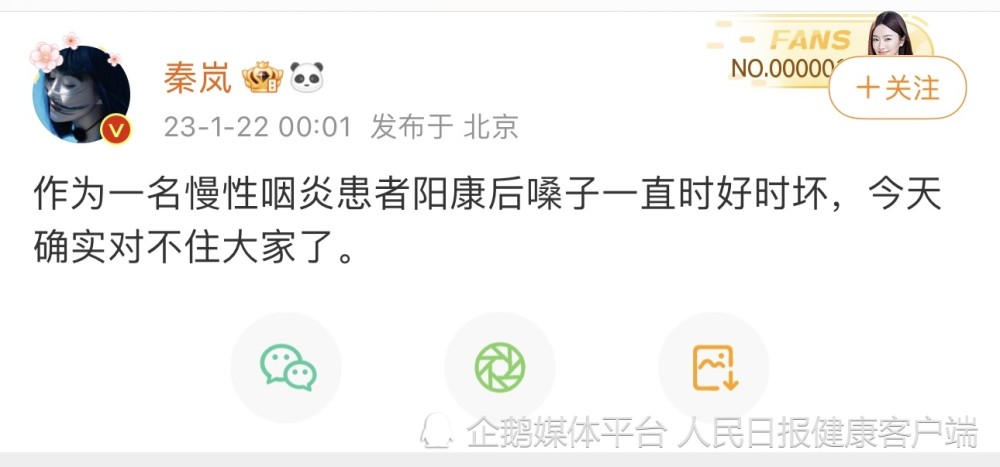 FANS
秦岚
NO.000001
+关注
23-1-22 00:01 发布于 北京
作为一名慢性咽炎患者阳康后嗓子一直时好时坏，今天
确实对不住大家了。
企鹅媒体平台 人民日报健康客户端